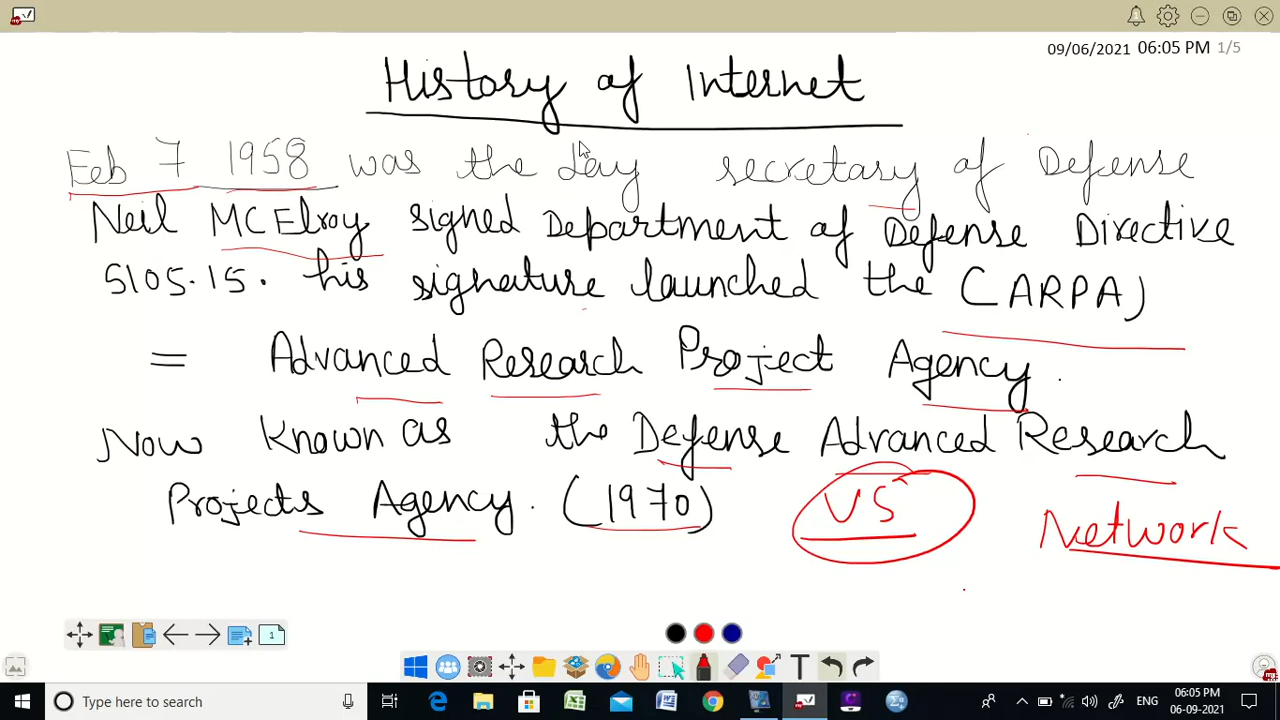 09/06/2021 06:05 PM 1/5
History of Internet
Feb 7 1958 was the day secretary of Defense
Neil MCElroy signed Department of Defense Directive
5105.15. his signature launched the (ARPA)
= Advanced Research Project Agency.
Now Known as the Defense Advanced Research
Projects Agency. (1970) VS Network
1
T
Type here to search
ENG
06:05 PM
06-09-2021